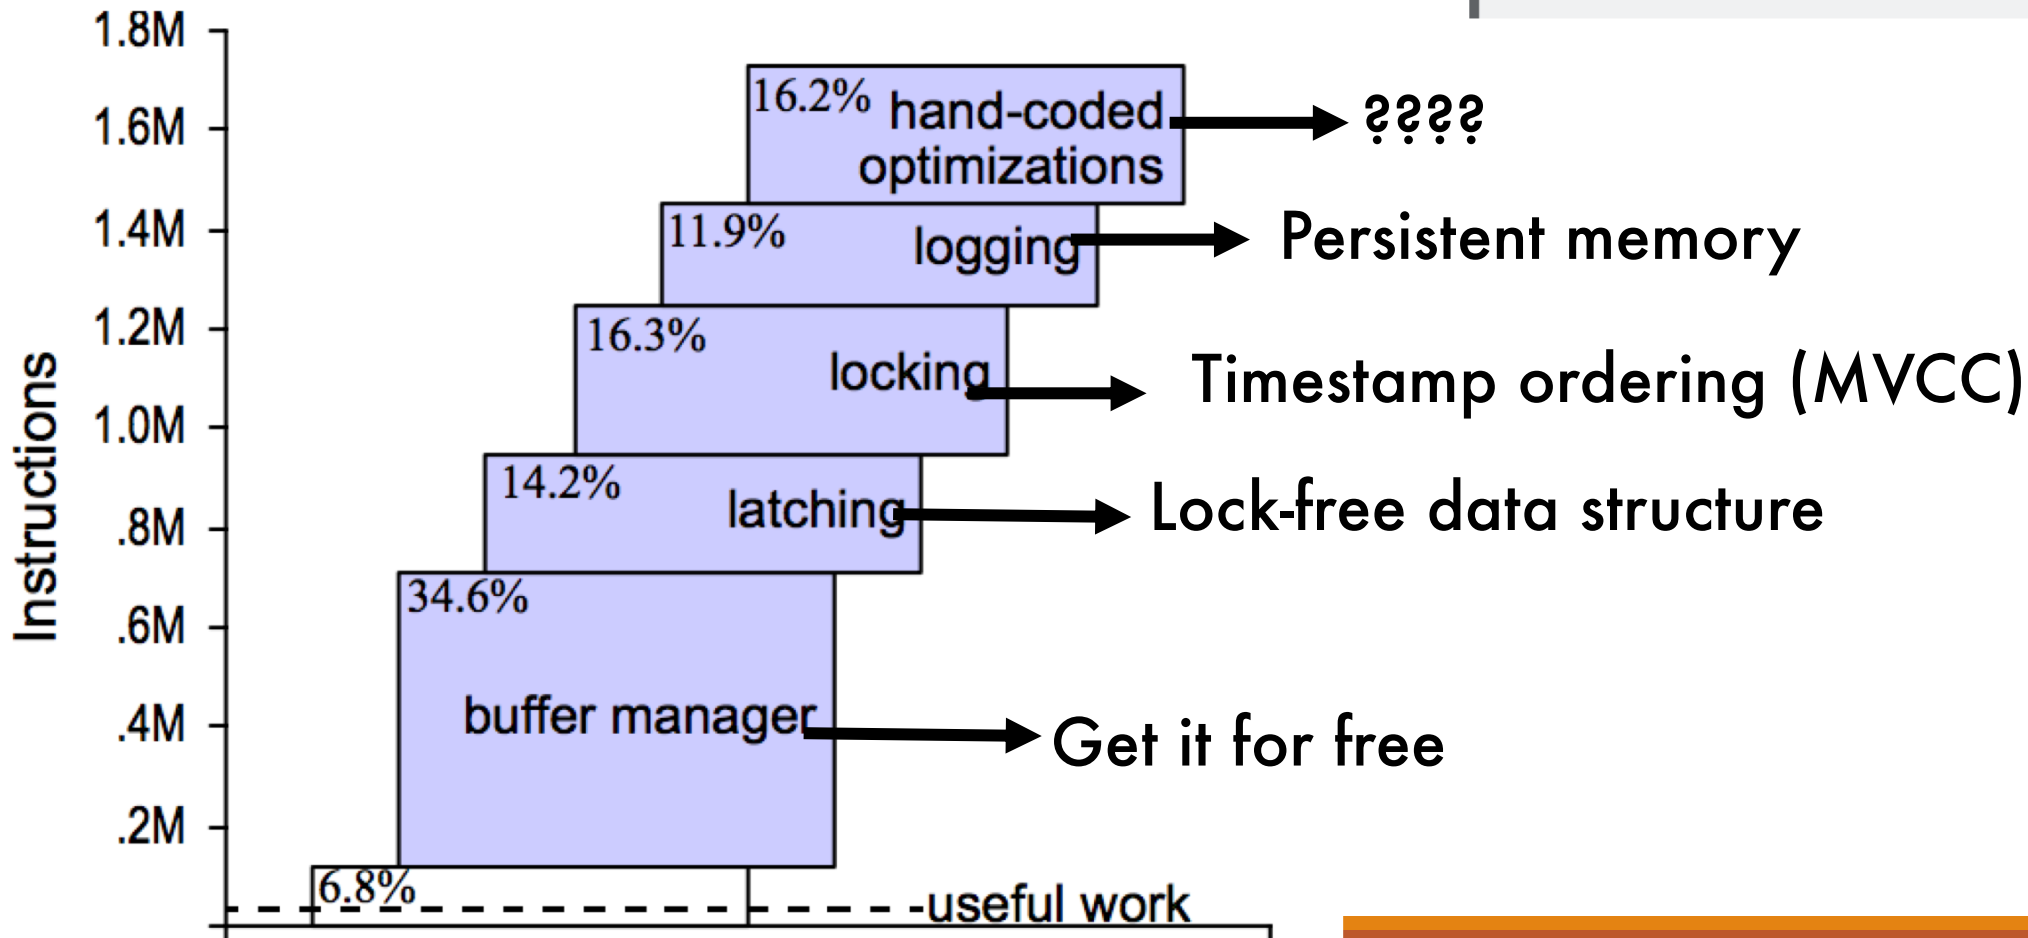 1.8M
16.2% hand-coded
optimizations
????
1.6M
1.4M
11.9%
logging
Persistent memory
1.2M
16.3%
locking
Timestamp ordering (MVCC)
1.0M
14.2%
latching
Lock-free data structure
.8M
Instructions
34.6%
.6M
buffer manager
Get it for free
.4M
.2M
6.8%
useful work